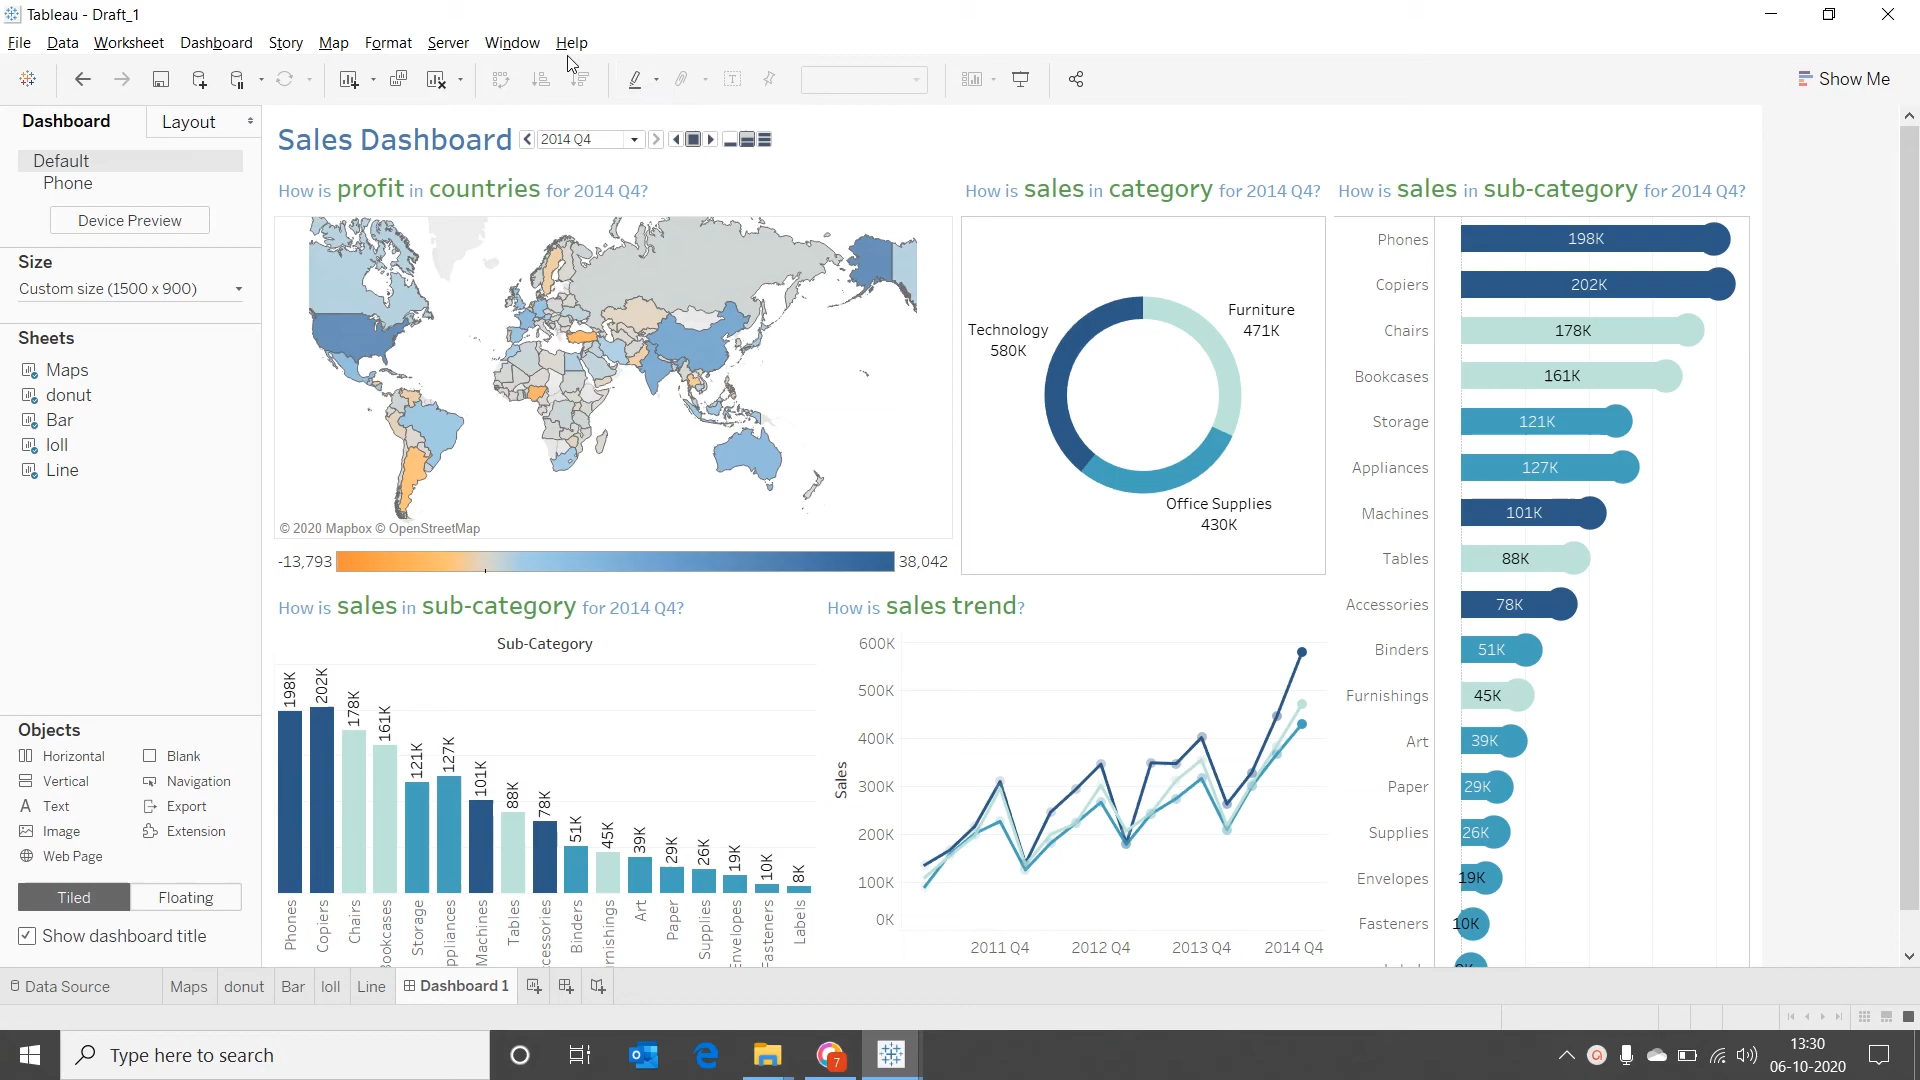 Tableau - Draft_1
File Data Worksheet Dashboard Story Map Format Server Window Help
Show Me
Dashboard Layout
Default
Phone
Device Preview
Size
Custom size (1500 x 900)
Sheets
Maps
donut
Bar
loll
Line
Objects
Horizontal Blank
Vertical Navigation
Text Export
Image Extension
Web Page
Tiled Floating
Show dashboard title
Sales Dashboard 2014 Q4
How is profit in countries for 2014 Q4?
© 2020 Mapbox © OpenStreetMap
-13,793 38,042
How is sales in category for 2014 Q4?
Technology
580K
Furniture
471K
Office Supplies
430K
How is sales in sub-category for 2014 Q4?
Phones 198K
Copiers 202K
Chairs 178K
Bookcases 161K
Storage 121K
Appliances 127K
Machines 101K
Tables 88K
Accessories 78K
Binders 51K
Furnishings 45K
Art 39K
Paper 29K
Supplies 26K
Envelopes 19K
Fasteners 10K
How is sales in sub-category for 2014 Q4?
Sub-Category
198K 202K 178K 161K 121K 127K 101K 88K 78K 51K 45K 39K 29K 26K 19K 10K 8K
Phones Copiers Chairs ookcases Storage ppliances Machines Tables cessories Binders rnishings Art Paper Supplies Envelopes Fasteners Labels
How is sales trend?
Sales
600K
500K
400K
300K
200K
100K
0K
2011 Q4 2012 Q4 2013 Q4 2014 Q4
Data Source Maps donut Bar loll Line Dashboard 1
Type here to search
7
13:30
06-10-2020